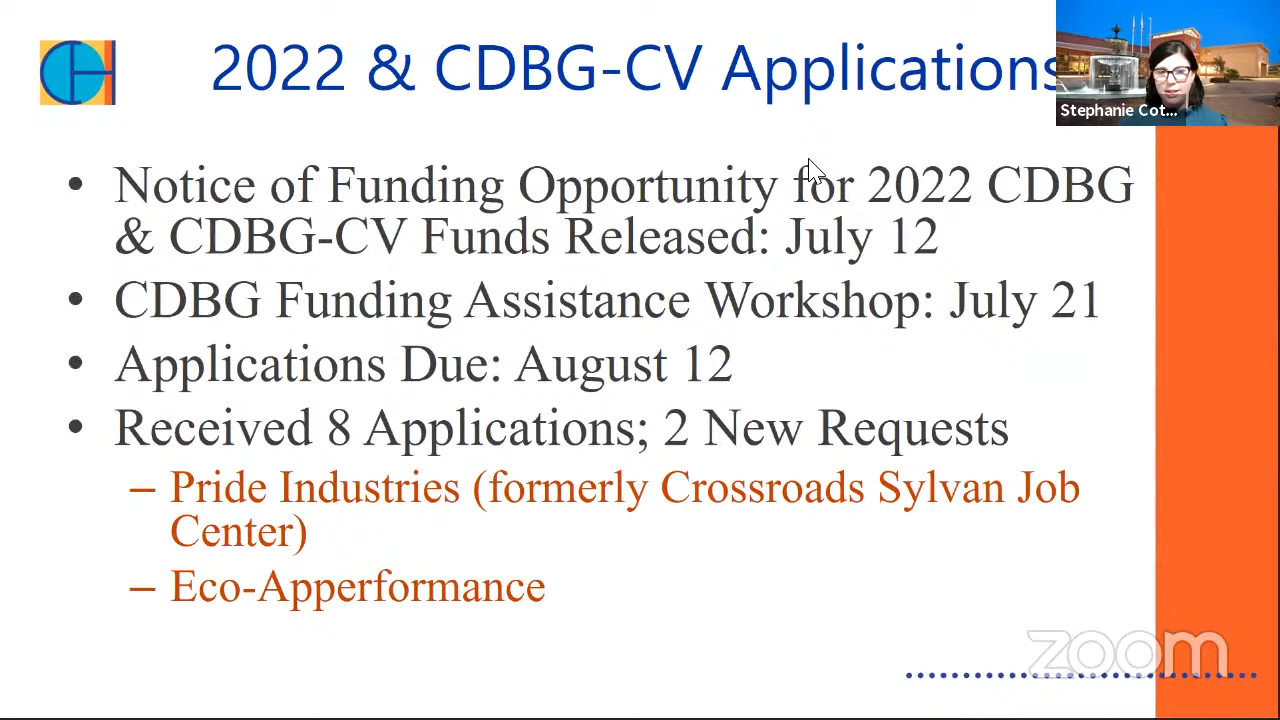 2022 & CDBG-CV Applications
Stephanie Cot...
• Notice of Funding Opportunity for 2022 CDBG
& CDBG-CV Funds Released: July 12
• CDBG Funding Assistance Workshop: July 21
• Applications Due: August 12
• Received 8 Applications; 2 New Requests
– Pride Industries (formerly Crossroads Sylvan Job
Center)
– Eco-Apperformance
zoom